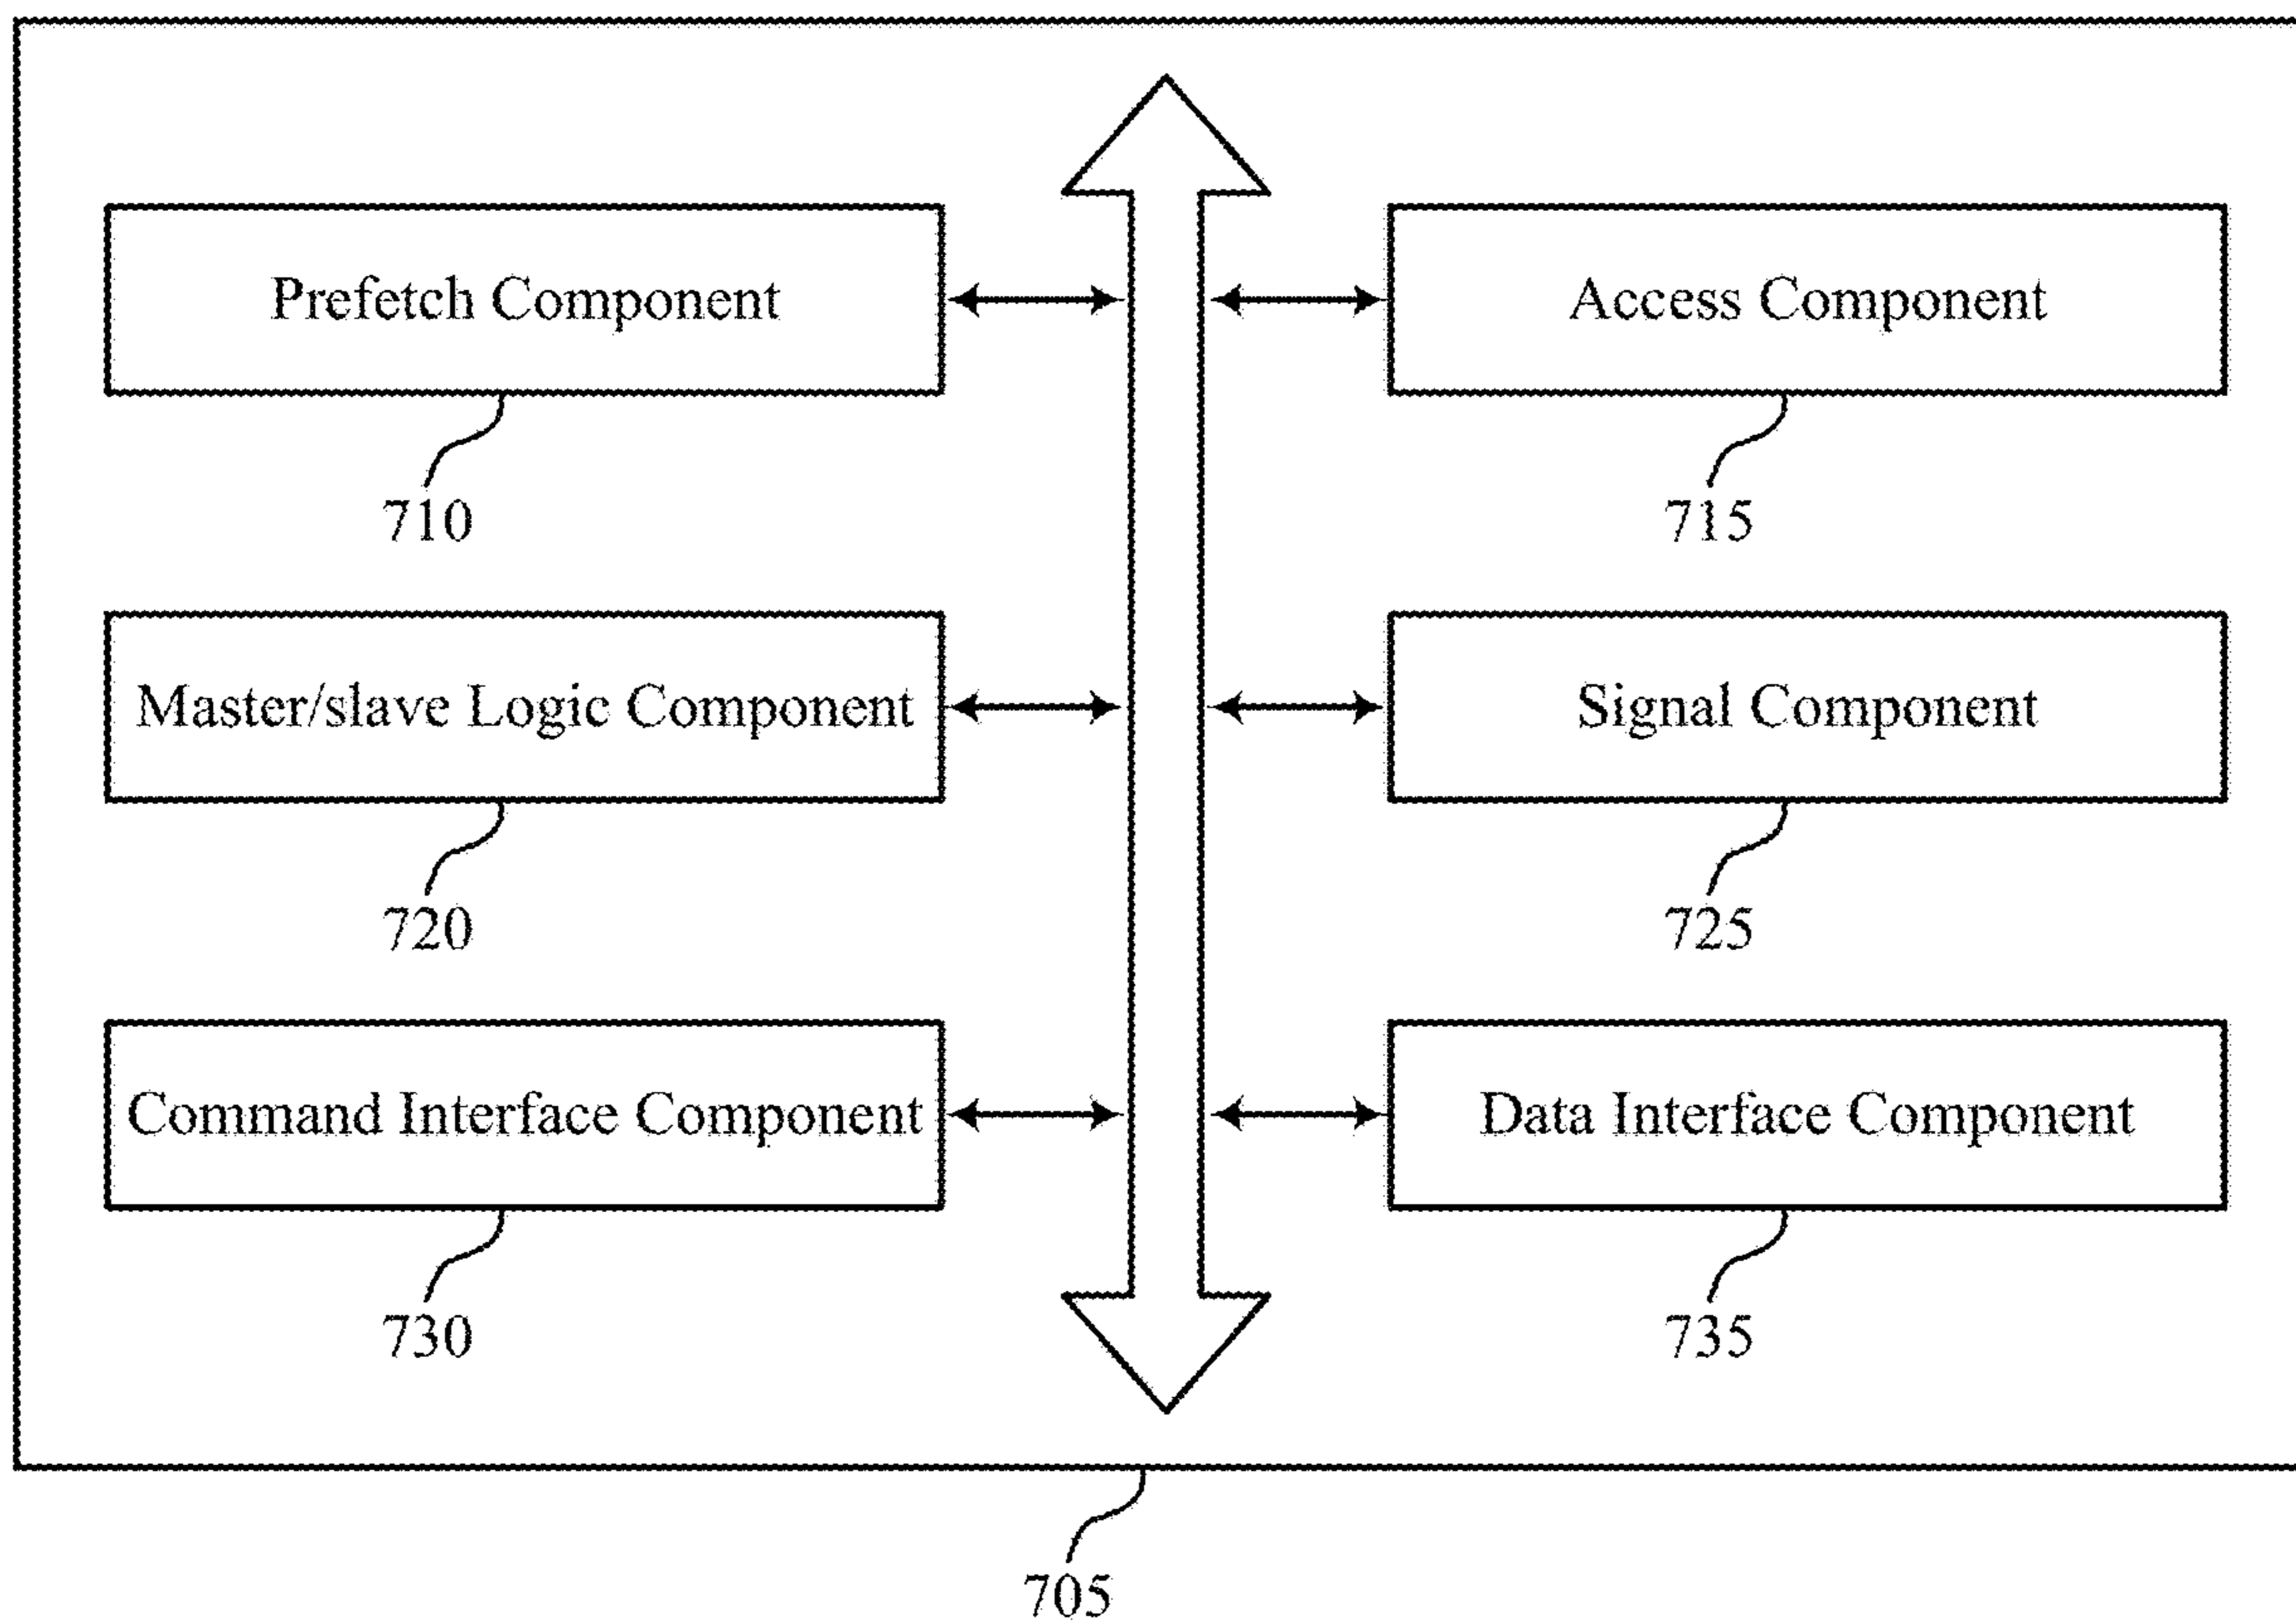 Prefetch Component
Access Component
710
715
Master/slave Logic Component
Signal Component
720
725
Command Interface Component
Data Interface Component
730
735
705